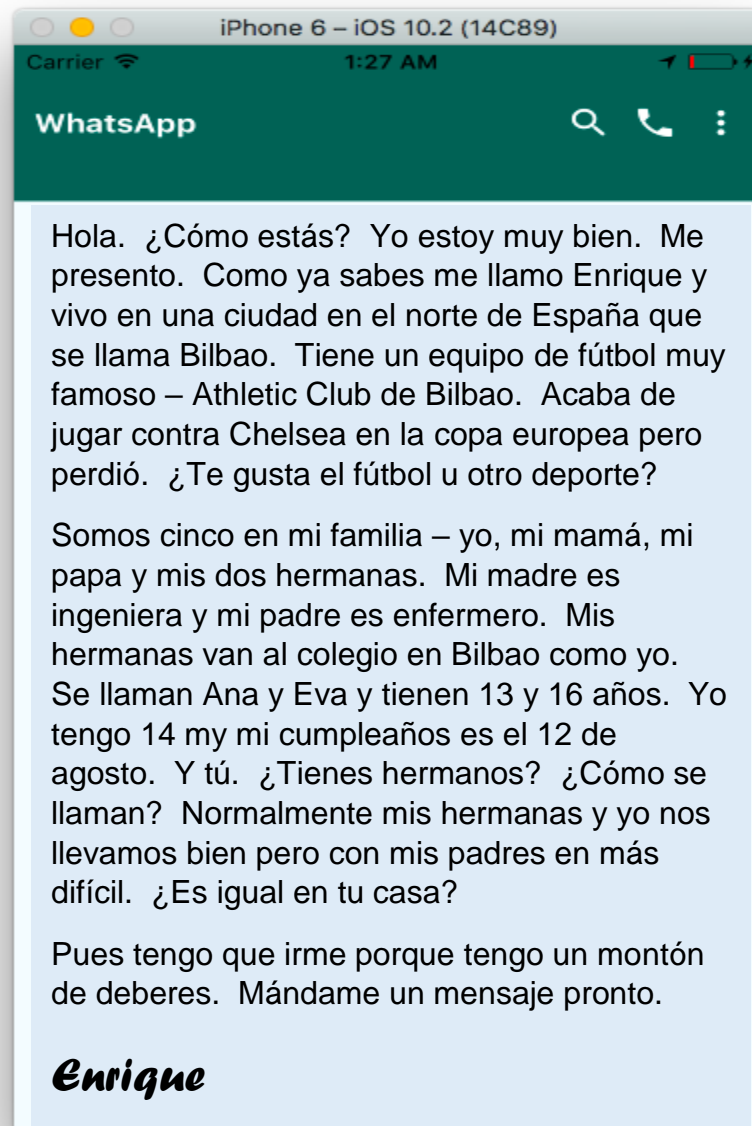 iPhone 6 – iOS 10.2 (14C89)
Carrier 1:27 AM
WhatsApp
Hola. ¿Cómo estás? Yo estoy muy bien. Me
presento. Como ya sabes me llamo Enrique y
vivo en una ciudad en el norte de España que
se llama Bilbao. Tiene un equipo de fútbol muy
famoso – Athletic Club de Bilbao. Acaba de
jugar contra Chelsea en la copa europea pero
perdió. ¿Te gusta el fútbol u otro deporte?
Somos cinco en mi familia – yo, mi mamá, mi
papa y mis dos hermanas. Mi madre es
ingeniera y mi padre es enfermero. Mis
hermanas van al colegio en Bilbao como yo.
Se llaman Ana y Eva y tienen 13 y 16 años. Yo
tengo 14 my mi cumpleaños es el 12 de
agosto. Y tú. ¿Tienes hermanos? ¿Cómo se
llaman? Normalmente mis hermanas y yo nos
llevamos bien pero con mis padres en más
difícil. ¿Es igual en tu casa?
Pues tengo que irme porque tengo un montón
de deberes. Mándame un mensaje pronto.
Enrique